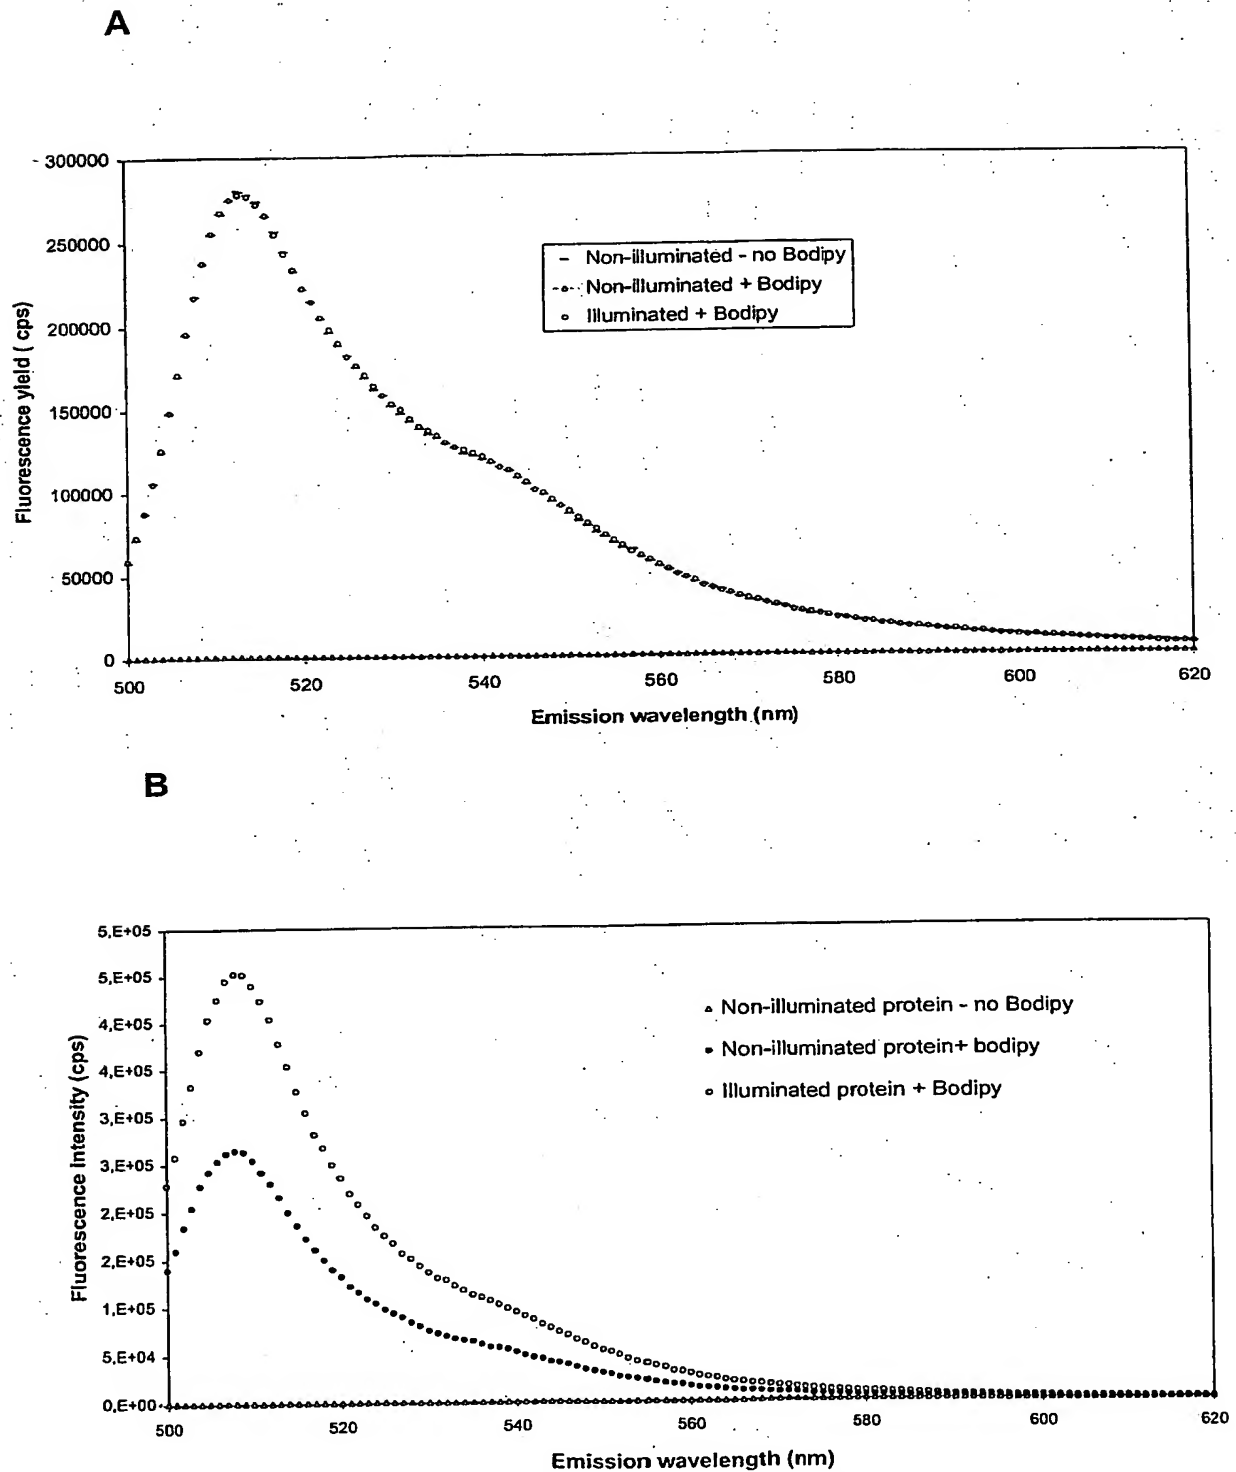 A
300000
250000
200000
150000
100000
50000
0
500 520 540 560 580 600 620
Fluorescence yield ( cps)
Emission wavelength (nm)
Non-illuminated - no Bodipy
Non-illuminated + Bodipy
Illuminated + Bodipy
B
5,E+05
5,E+05
4,E+05
4,E+05
3,E+05
3,E+05
2,E+05
2,E+05
1,E+05
5,E+04
0,E+00
500 520 540 560 580 600 620
Fluorescence Intensity (cps)
Emission wavelength (nm)
Non-illuminated protein - no Bodipy
Non-illuminated protein+ bodipy
Illuminated protein + Bodipy